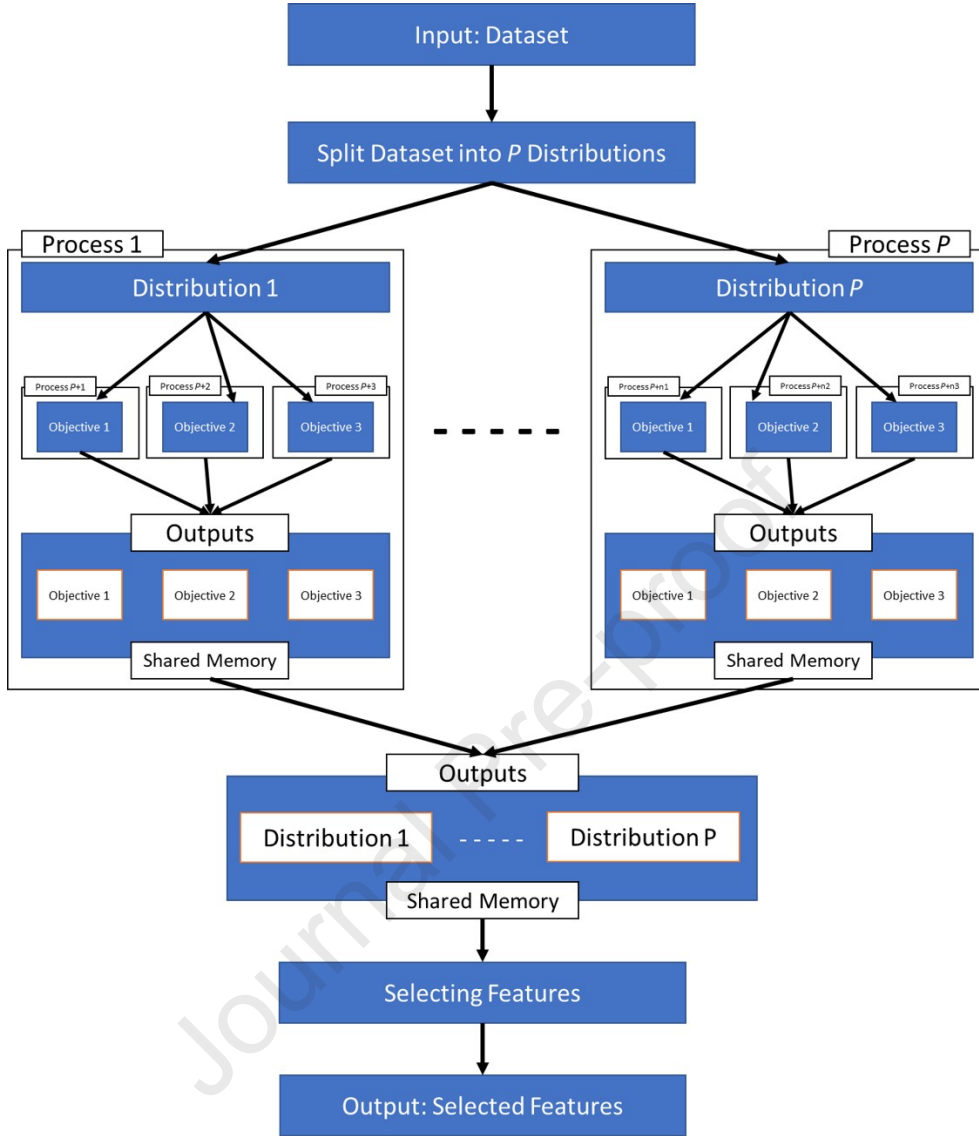 Input: Dataset
Split Dataset into P Distributions
Process 1
Distribution 1
Process P+1
Process P+2
Process P+3
Objective 1
Objective 2
Objective 3
Outputs
Objective 1
Objective 2
Objective 3
Shared Memory
Process P
Distribution P
Process P+n1
Process P+n2
Process P+n3
Objective 1
Objective 2
Objective 3
Outputs
Objective 1
Objective 2
Objective 3
Shared Memory
Outputs
Distribution 1
Distribution P
Shared Memory
Selecting Features
Output: Selected Features
Journal Pre-proof